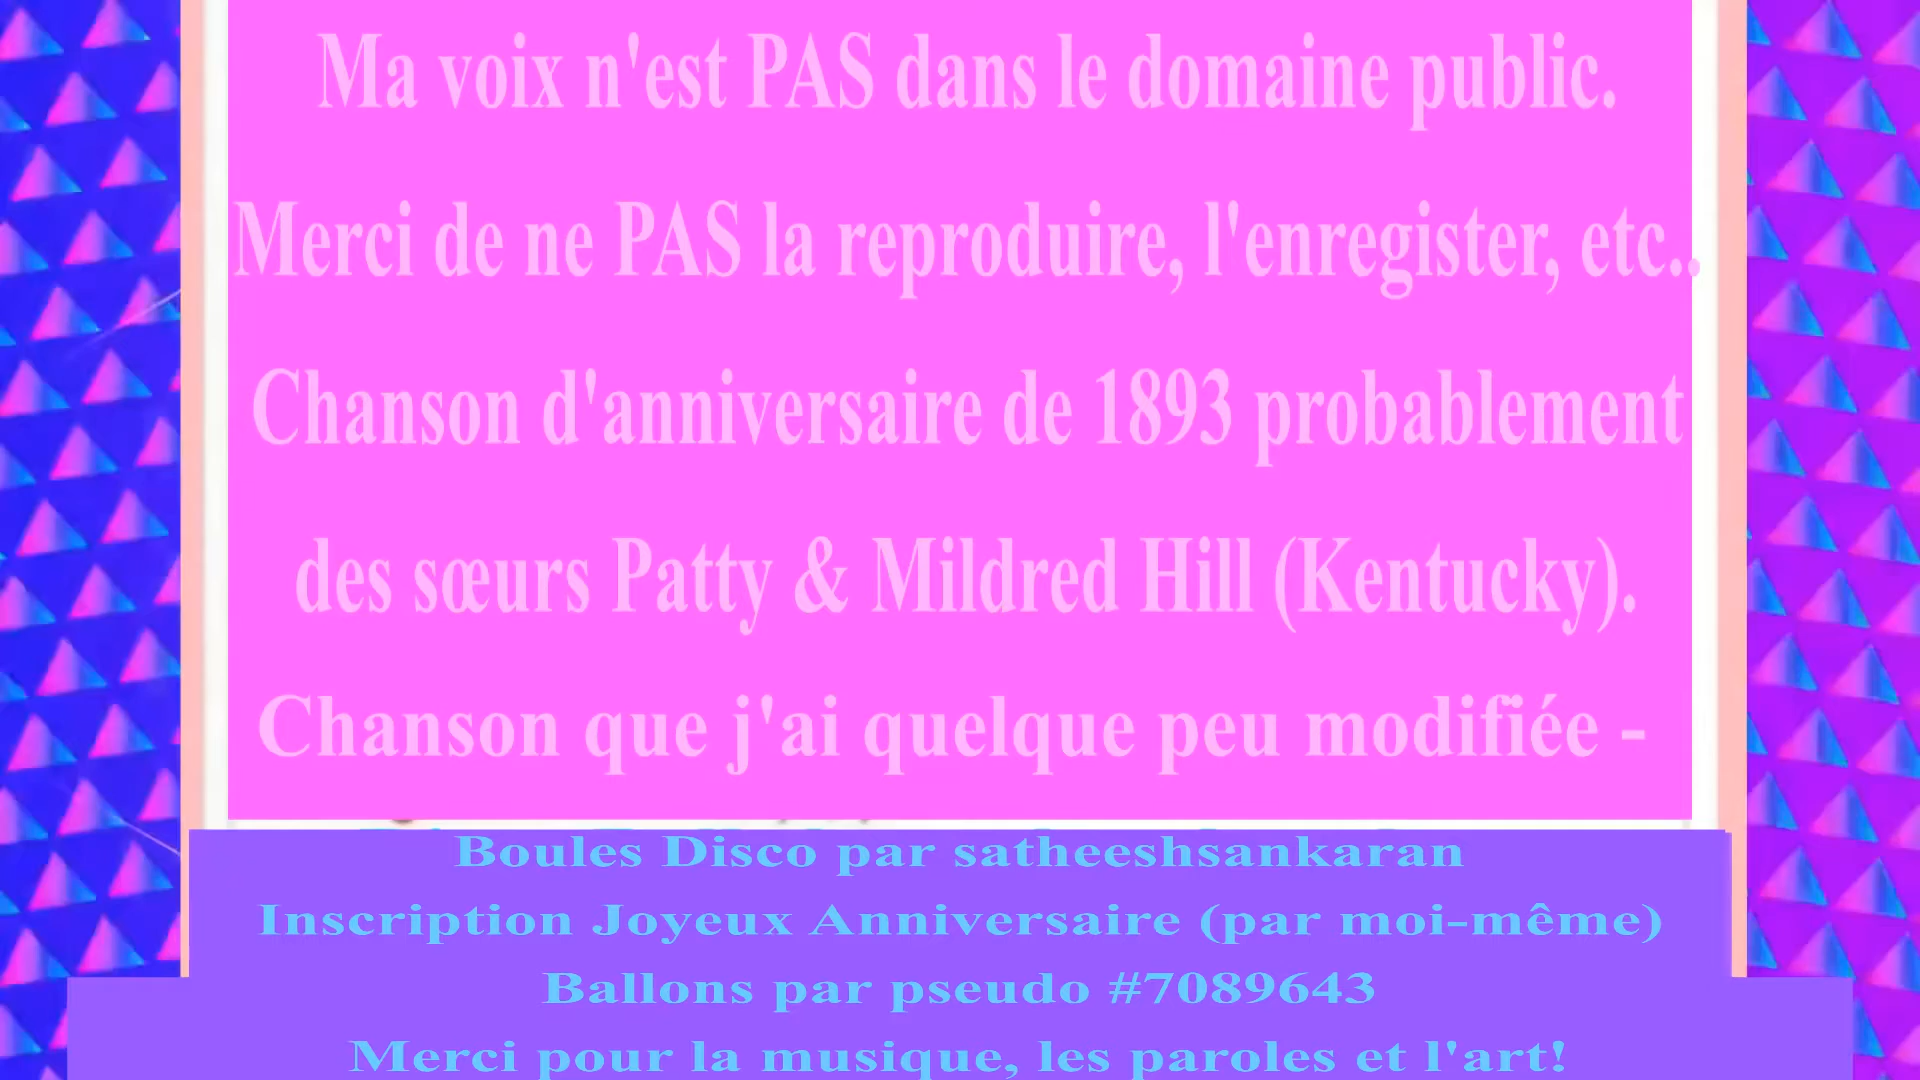 Ma voix n'est PAS dans le domaine public.
Merci de ne PAS la reproduire, l'enregister, etc..
Chanson d'anniversaire de 1893 probablement
des sœurs Patty & Mildred Hill (Kentucky).
Chanson que j'ai quelque peu modifiée -
Boules Disco par satheeshsankaran
Inscription Joyeux Anniversaire (par moi-même)
Ballons par pseudo #7089643
Merci pour la musique, les paroles et l'art!